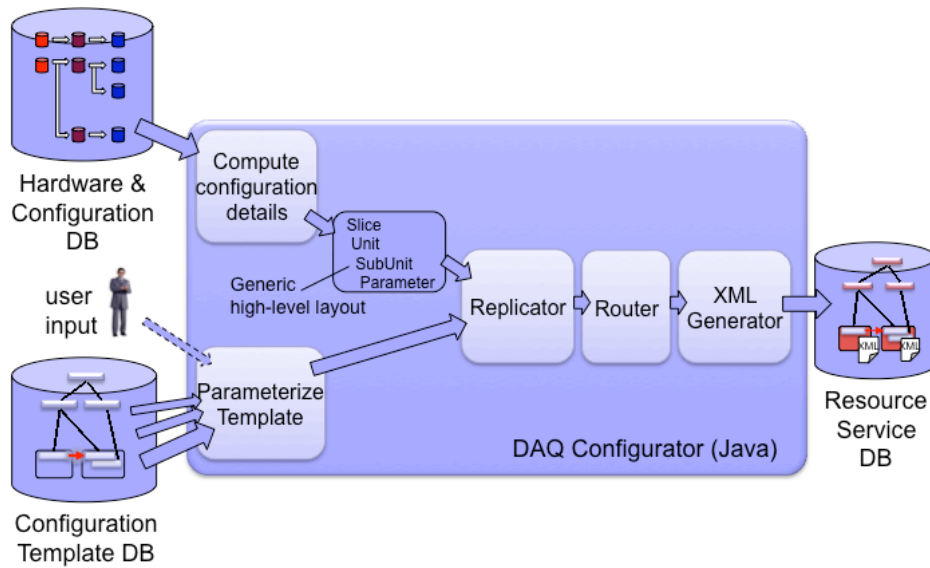 Hardware &
Configuration
DB
user
input
Configuration
Template DB
Compute
configuration
details
Slice
Unit
SubUnit
Parameter
Generic
high-level layout
Parameterize
Template
Replicator
Router
XML
Generator
DAQ Configurator (Java)
XML
XML
Resource
Service
DB